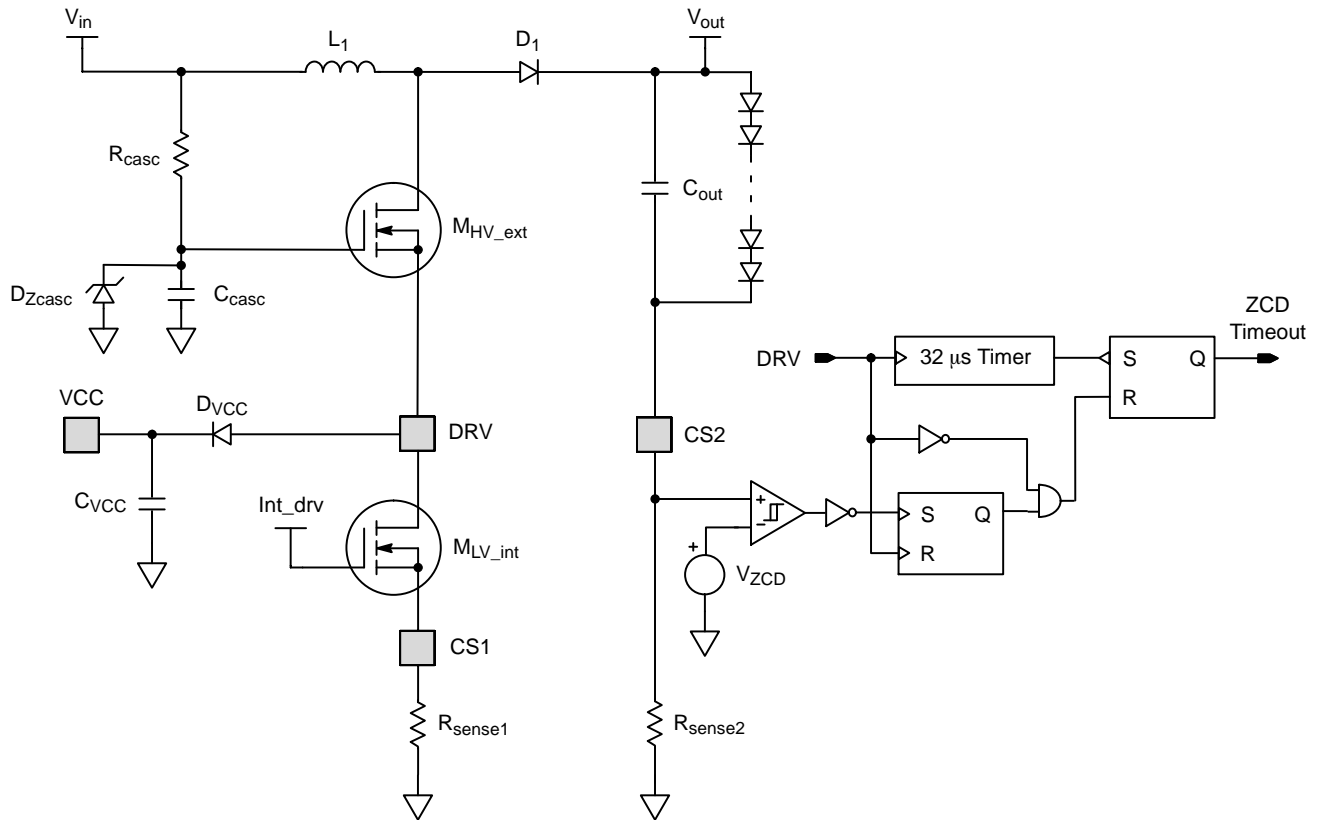 Vin
L1
D1
Vout
Rcasc
MHV_ext
Cout
DZcasc
Ccasc
ZCD
Timeout
DRV
32 μs Timer
S
Q
R
VCC
DVCC
DRV
CS2
CVCC
Int_drv
MLV_int
+
−
S
Q
R
+
VZCD
CS1
Rsense1
Rsense2